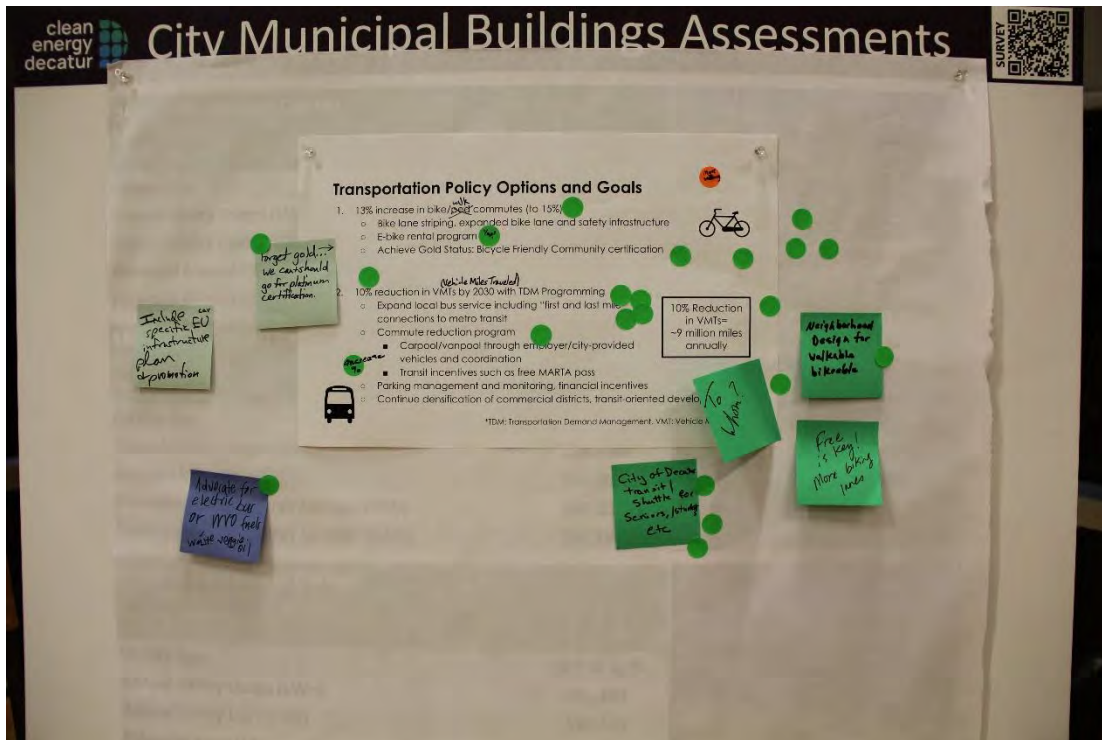 clean
energy
decatur
City Municipal Buildings Assessments
SURVEY
Transportation Policy Options and Goals
walk
1. 13% increase in bike/ped commutes (to 15%)
Bike lane striping, expanded bike lane and safety infrastructure
E-bike rental program
Achieve Gold Status: Bicycle Friendly Community certification
(Vehicle Miles Traveled)
2. 10% reduction in VMTs by 2030 with TDM Programming
Expand local bus service including "first and last
connections to metro transit
Commute reduction program
Carpool/vanpool through employer/city-provided
vehicles and coordination
Transit incentives such as free MARTA pass
Parking management and monitoring, financial incentives
Continue densification of commercial districts, transit-oriented develo
*TDM: Transportation Demand Management, VMT: Vehicle M
10% Reduction
in VMTs=
~9 million miles
annually
target gold... →
we can/should
go for platinum
certification.
Include car
specific EV
infrastructure
plan
promotion
Advocate for
electric bus
or WVO fuels
waste veggie oil
City of Decatur
transit/
Shuttle for
Seniors,
etc
To
whom?
Neighborhood
Design for
walkable
bikeable
Free
is key!
More biking
lanes